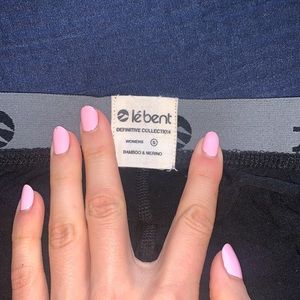 lé bent
DEFINITIVE COLLECTION
WOMENS S
BAMBOO & MERINO